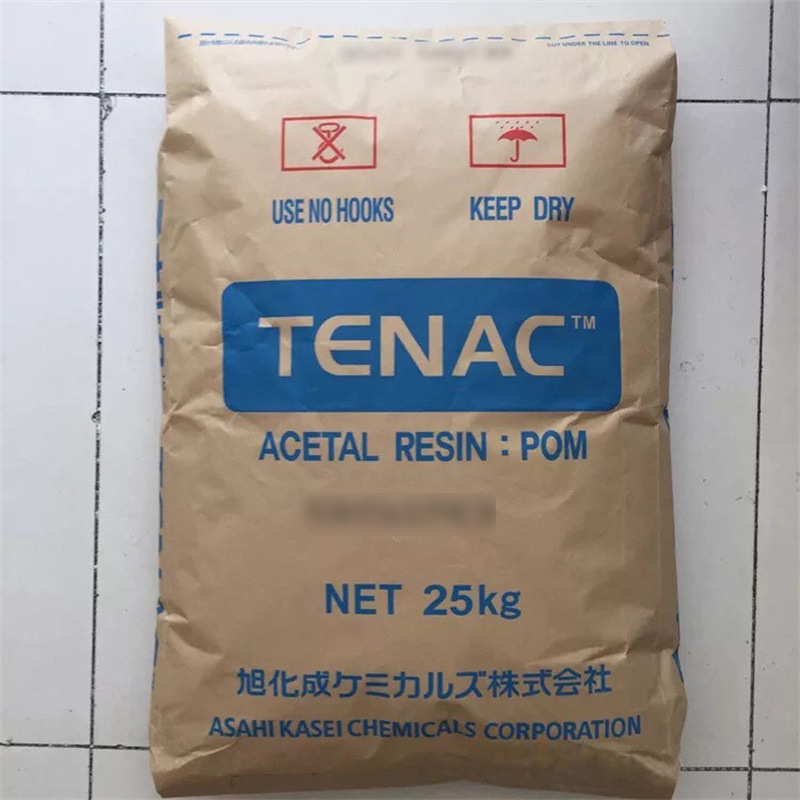 CUT UNDER THE LINE TO OPEN
USE NO HOOKS
KEEP DRY
TENAC™
ACETAL RESIN : POM
NET 25kg
旭化成ケミカルズ株式会社
ASAHI KASEI CHEMICALS CORPORATION